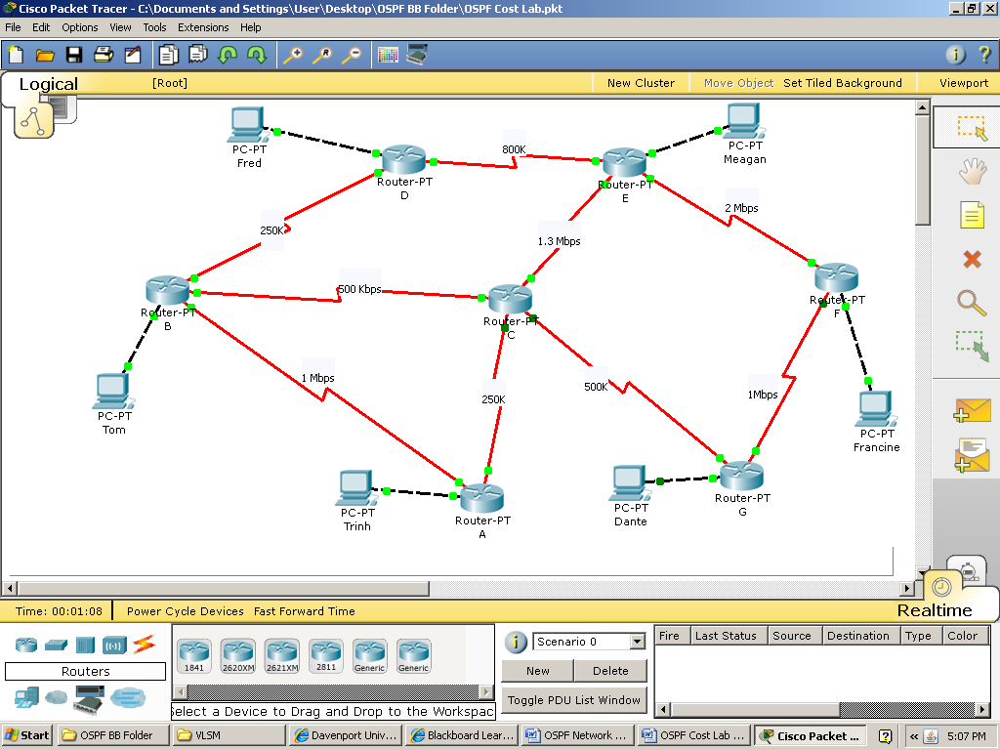 Cisco Packet Tracer - C:\Documents and Settings\User\Desktop\OSPF BB Folder\OSPF Cost Lab.pkt
File Edit Options View Tools Extensions Help
Logical [Root] New Cluster Move Object Set Tiled Background Viewport
PC-PT
Fred
Router-PT
D
800K
Router-PT
E
PC-PT
Meagan
250K
1.3 Mbps
2 Mbps
Router-PT
B
500 Kbps
Router-PT
C
Router-PT
F
PC-PT
Tom
1 Mbps
250K
500K
1Mbps
PC-PT
Francine
PC-PT
Trinh
Router-PT
A
PC-PT
Dante
Router-PT
G
Time: 00:01:08 Power Cycle Devices Fast Forward Time
Realtime
Routers
1841 2620XM 2621XM 2811 Generic Generic
Select a Device to Drag and Drop to the Workspac
Scenario 0
New Delete
Toggle PDU List Window
Fire Last Status Source Destination Type Color
Start OSPF BB Folder VLSM Davenport Univ... Blackboard Lear... OSPF Network ... OSPF Cost Lab ... Cisco Packet ... « 5:07 PM